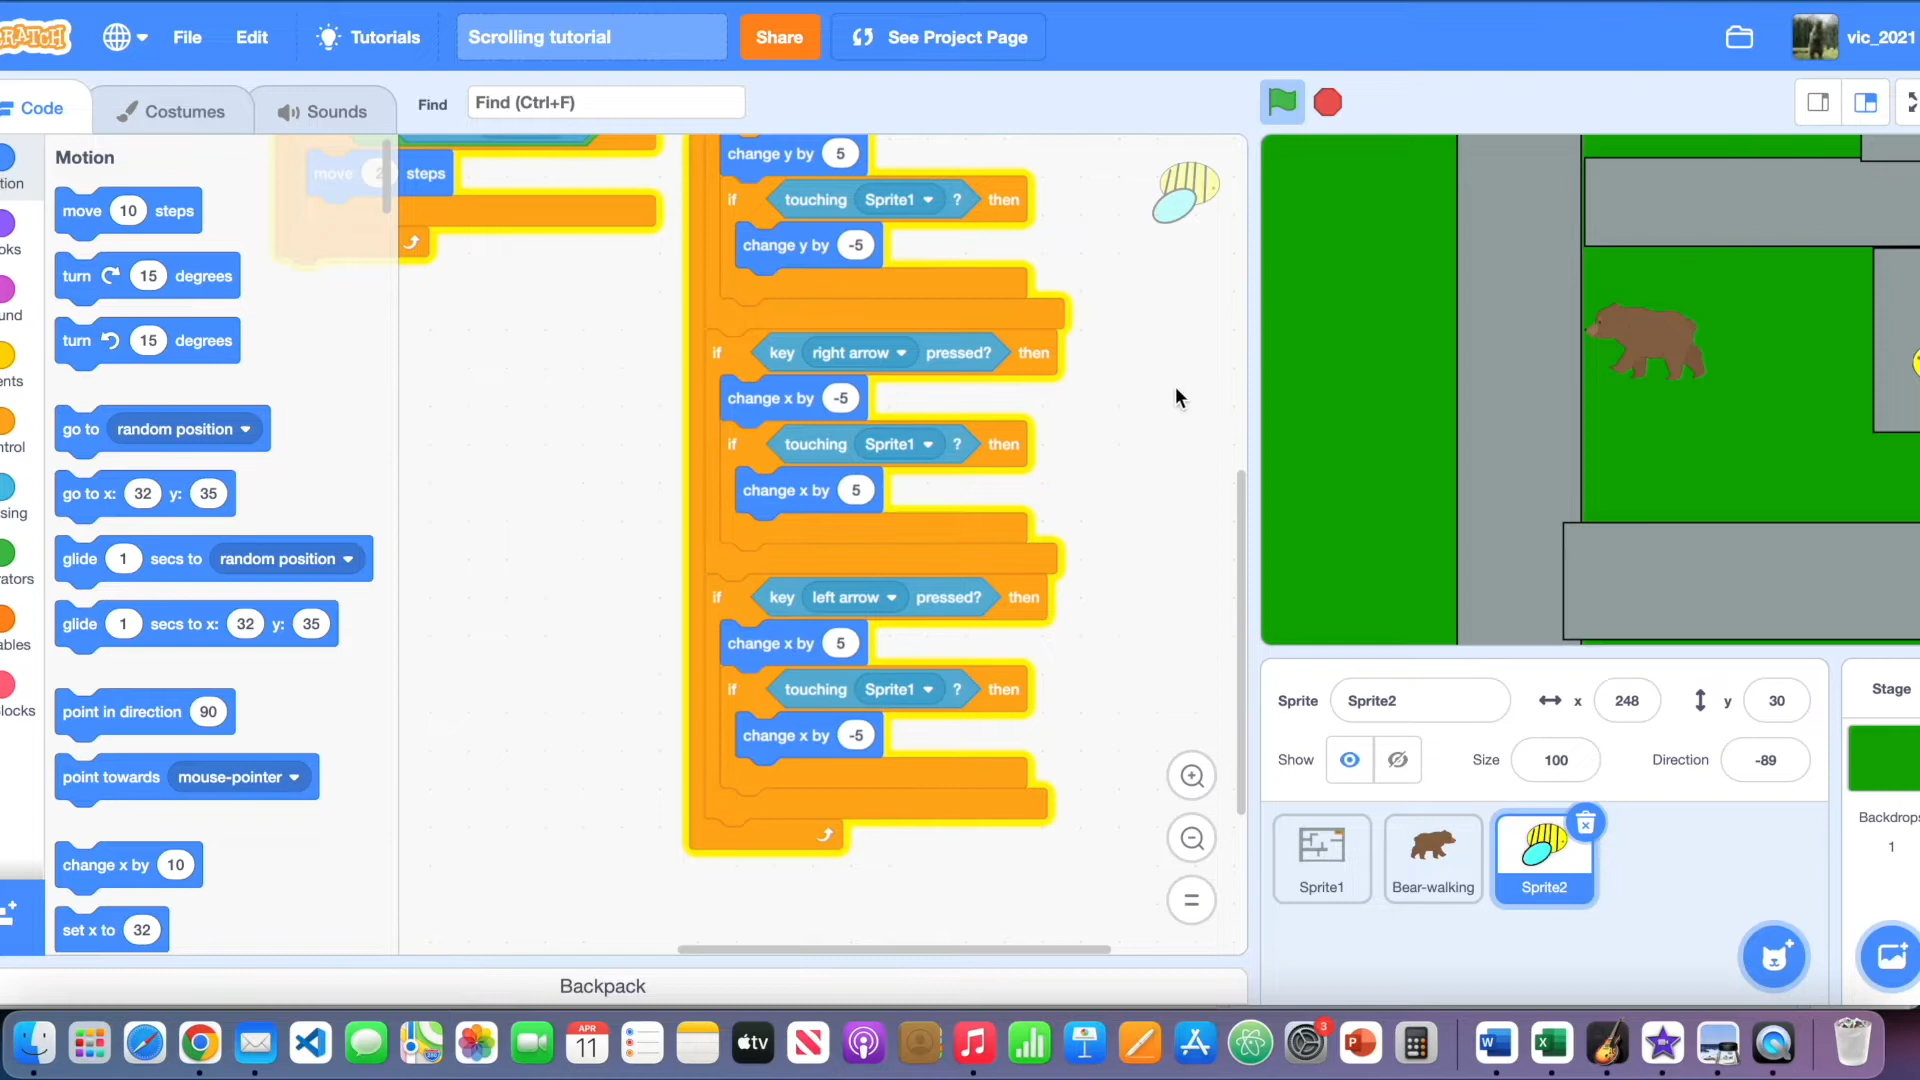 File
Edit
Tutorials
Scrolling tutorial
Share
See Project Page
vic_2021
Code
Costumes
Sounds
Find
Find (Ctrl+F)
Motion
move 10 steps
turn 15 degrees
turn 15 degrees
go to random position
go to x: 32 y: 35
glide 1 secs to random position
glide 1 secs to x: 32 y: 35
point in direction 90
point towards mouse-pointer
change x by 10
set x to 32
move 2 steps
change y by 5
if touching Sprite1 ? then
change y by -5
if key right arrow pressed? then
change x by -5
if touching Sprite1 ? then
change x by 5
if key left arrow pressed? then
change x by 5
if touching Sprite1 ? then
change x by -5
Backpack
Sprite Sprite2 x 248 y 30
Show Size 100 Direction -89
Sprite1
Bear-walking
Sprite2
Stage
Backdrops
1
APR
11
tv
3